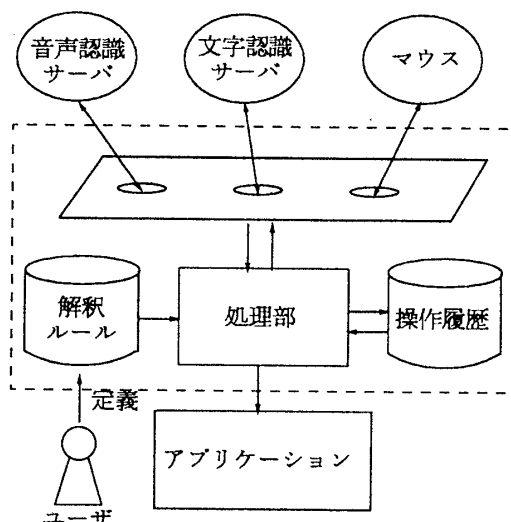 音声認識
サーバ
文字認識
サーバ
マウス
解釈
ルール
処理部
操作履歴
定義
アプリケーション
ユーザ